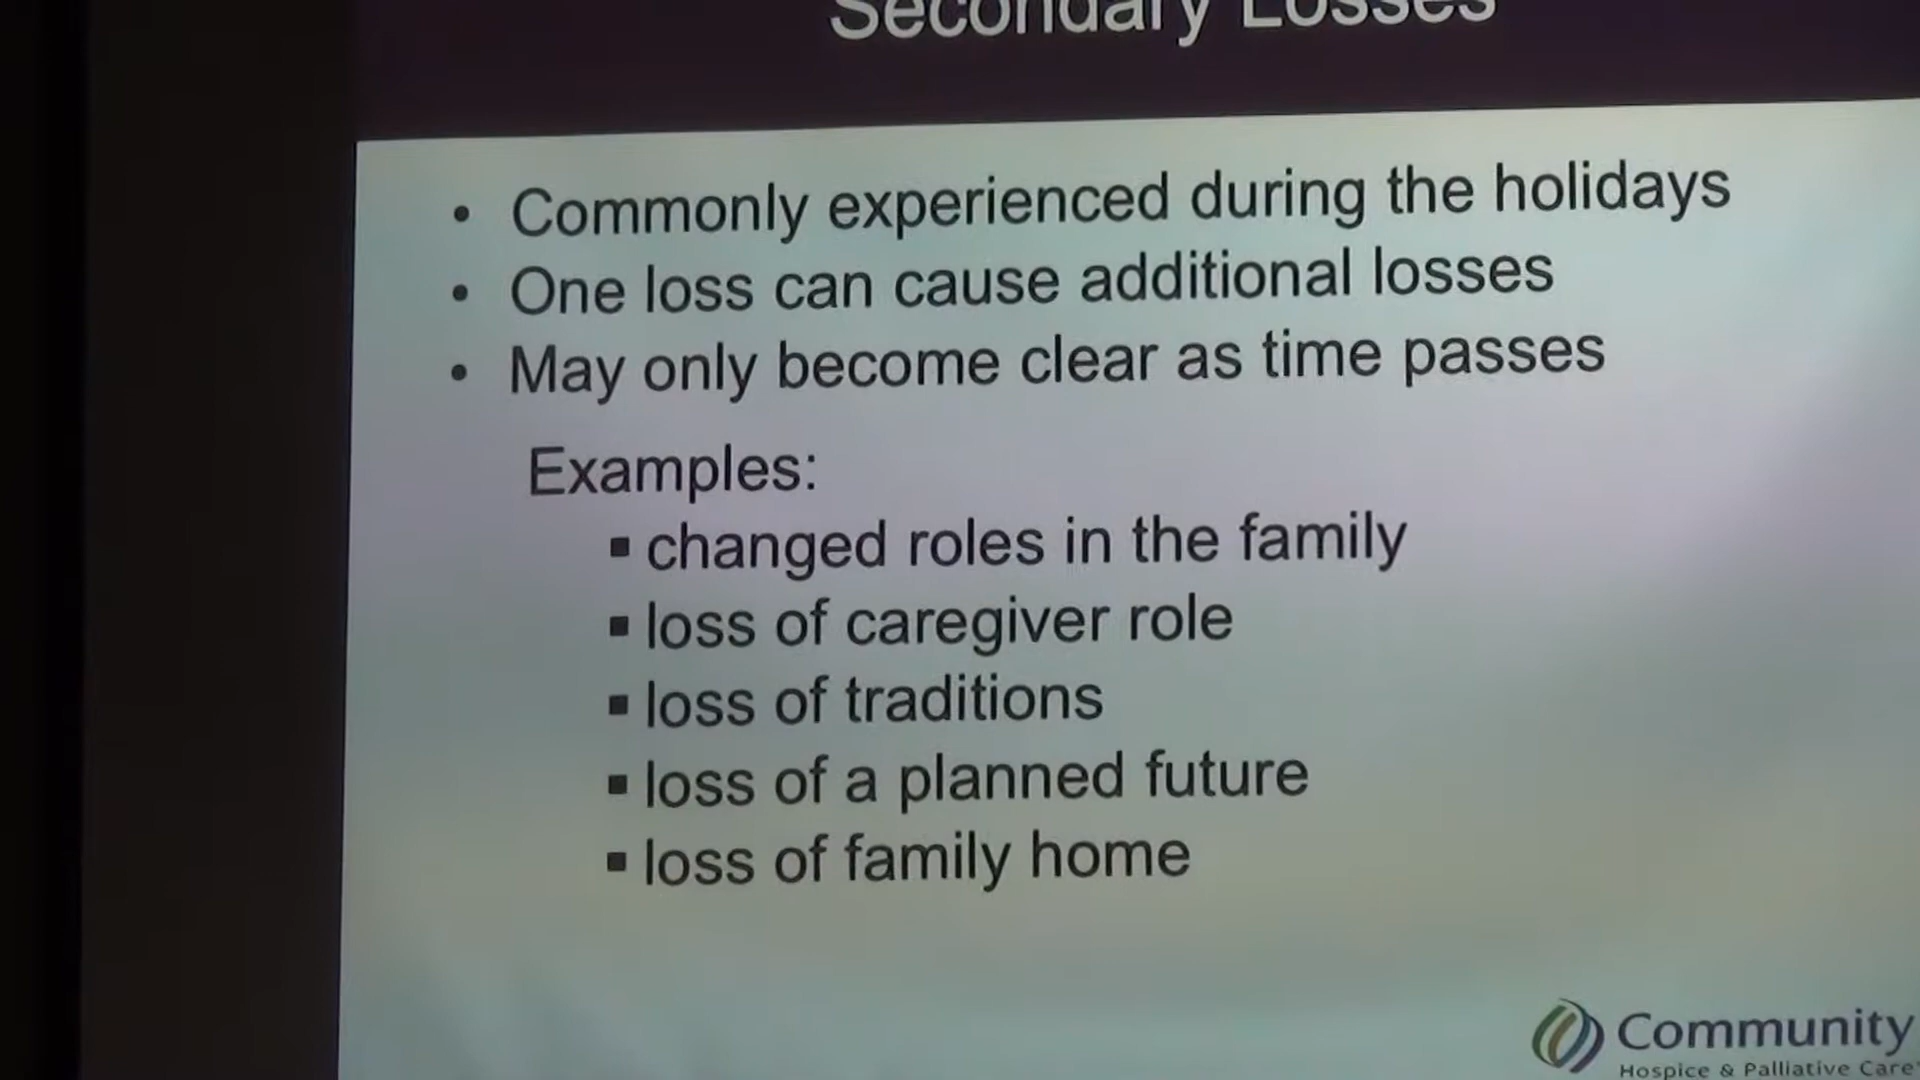 Secondary Losses
• Commonly experienced during the holidays
• One loss can cause additional losses
• May only become clear as time passes
Examples:
▪ changed roles in the family
▪ loss of caregiver role
▪ loss of traditions
▪ loss of a planned future
▪ loss of family home
Community
Hospice & Palliative Care